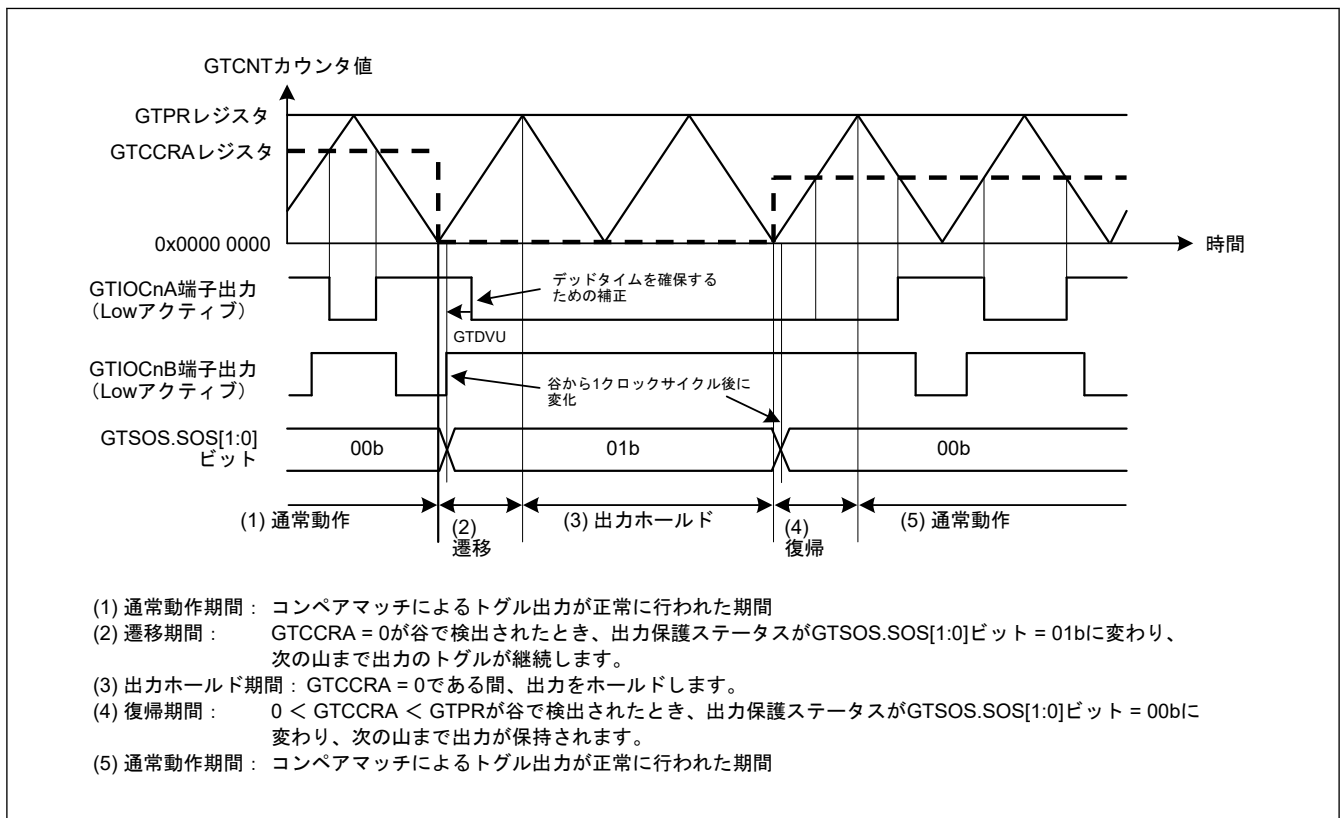 GTCNTカウンタ値
GTPRレジスタ
GTCCRAレジスタ
0x0000 0000
時間
GTIOCnA端子出力
（Lowアクティブ）
デッドタイムを確保する
ための補正
GTDVU
GTIOCnB端子出力
（Lowアクティブ）
谷から1クロックサイクル後に
変化
GTSOS.SOS[1:0]
ビット
00b
01b
00b
(1) 通常動作
(2)
遷移
(3) 出力ホールド
(4)
復帰
(5) 通常動作
(1) 通常動作期間： コンペアマッチによるトグル出力が正常に行われた期間
(2) 遷移期間： GTCCRA = 0が谷で検出されたとき、出力保護ステータスがGTSOS.SOS[1:0]ビット = 01bに変わり、
次の山まで出力のトグルが継続します。
(3) 出力ホールド期間：GTCCRA = 0である間、出力をホールドします。
(4) 復帰期間： 0 ＜ GTCCRA ＜ GTPRが谷で検出されたとき、出力保護ステータスがGTSOS.SOS[1:0]ビット = 00bに
変わり、次の山まで出力が保持されます。
(5) 通常動作期間： コンペアマッチによるトグル出力が正常に行われた期間